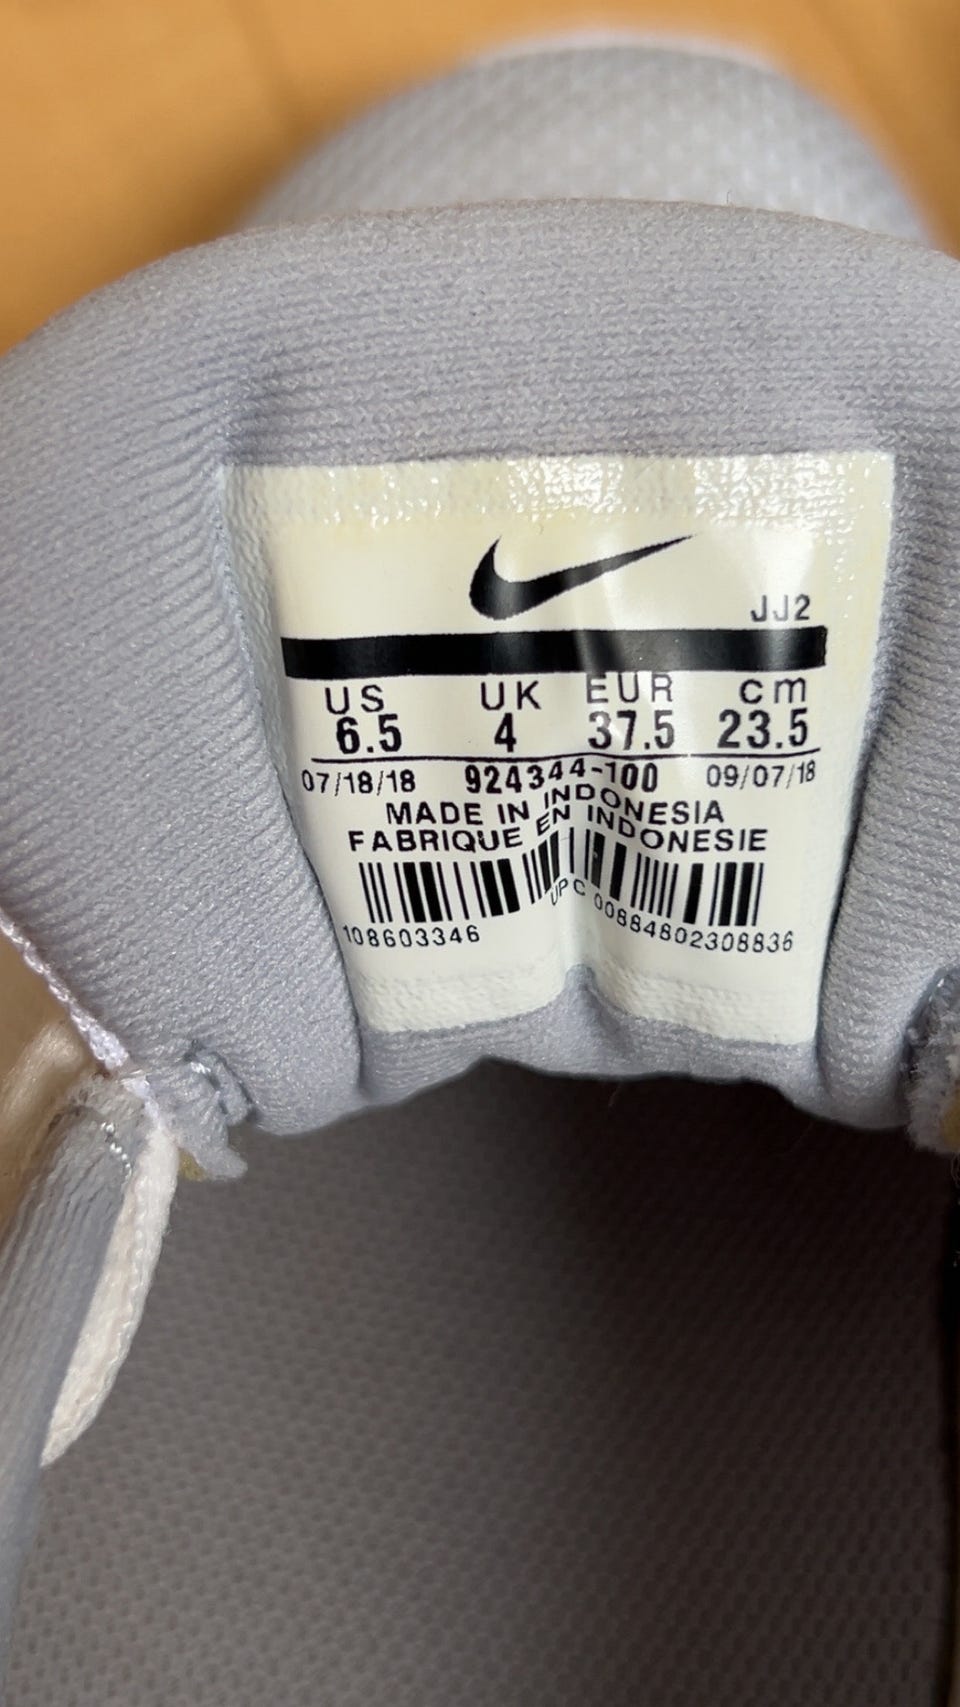 JJ2
US UK EUR cm
6.5 4 37.5 23.5
07/18/18 924344-100 09/07/18
MADE IN INDONESIA
FABRIQUE EN INDONESIE
108603346 UPC 00884802308836